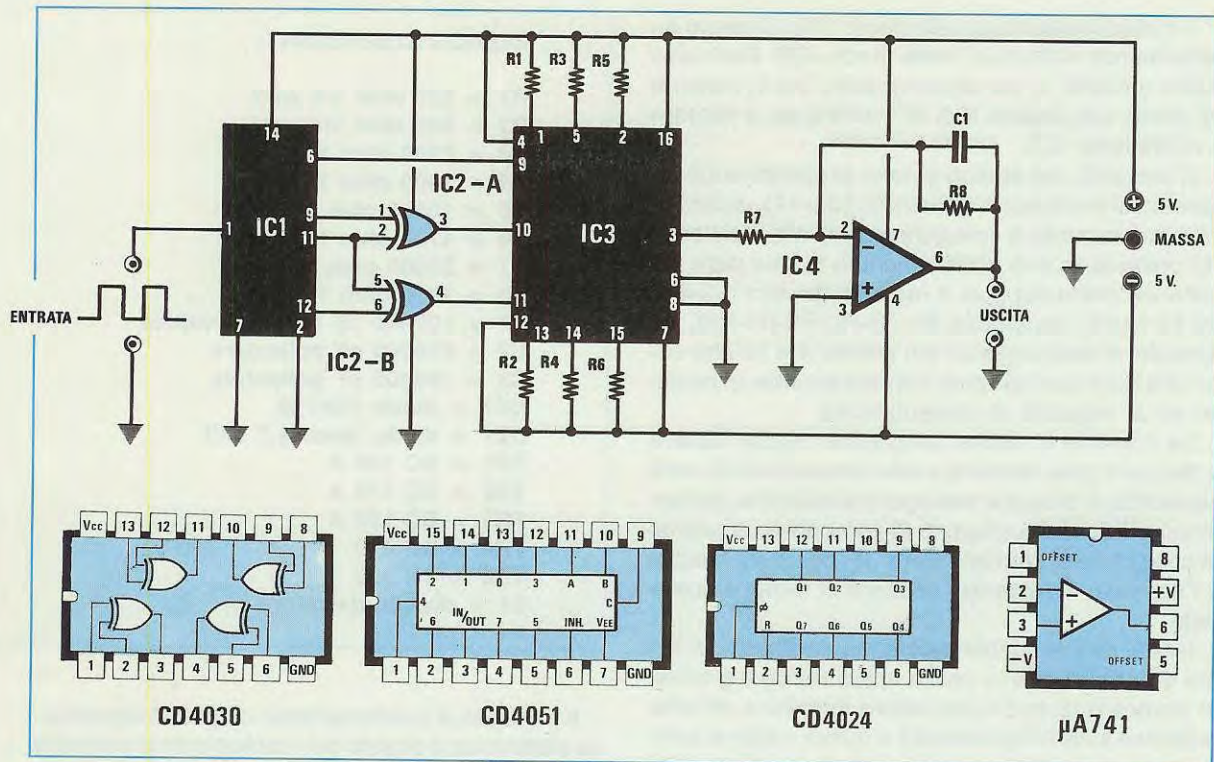 R1 R3 R5
14 1 5 2 16
4
6 9
IC2-A
C1
9 1 3 10
IC1
1 11 2
IC3
3 R7 2 7 R8
5 V.
MASSA
5 V.
IC4 6
5 4 11 6
ENTRATA
12 6 12 8 3 4 USCITA
7 2 13 14 15 7
IC2-B
R2 R4 R6
Vcc 13 12 11 10 9 8
1 2 3 4 5 6 GND
CD4030
Vcc 15 14 13 12 11 10 9
2 1 0 3 A B
4 C
6 IN/OUT 7 5 INH. VEE
1 2 3 4 5 6 7 GND
CD4051
Vcc 13 12 11 10 9 8
Q1 Q2 Q3
ø
R Q7 Q6 Q5 Q4
1 2 3 4 5 6 GND
CD4024
1 OFFSET 8
2 − +V
3 + 6
−V OFFSET 5
µA741